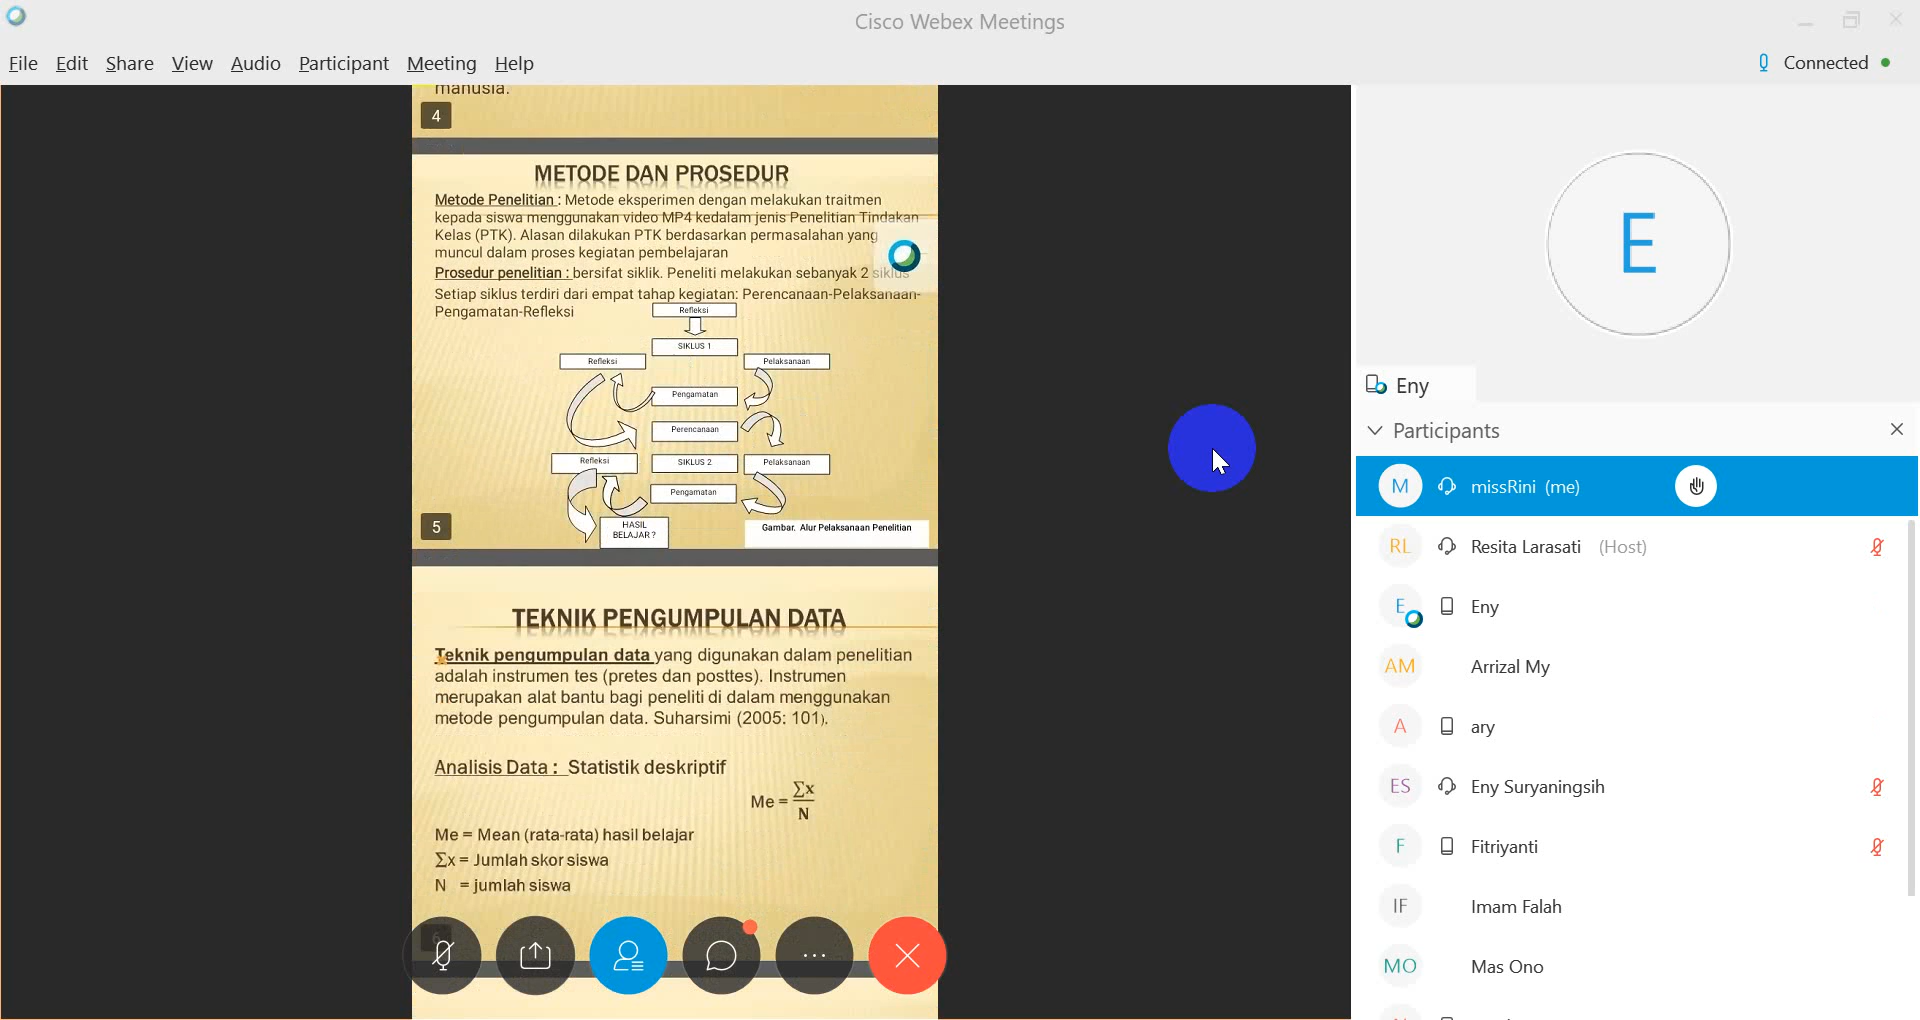 Cisco Webex Meetings
File Edit Share View Audio Participant Meeting Help
Connected
manusia.
4
METODE DAN PROSEDUR
Metode Penelitian : Metode eksperimen dengan melakukan traitmen
kepada siswa menggunakan video MP4 kedalam jenis Penelitian Tindakan
Kelas (PTK). Alasan dilakukan PTK berdasarkan permasalahan yang
muncul dalam proses kegiatan pembelajaran
Prosedur penelitian : bersifat siklik. Peneliti melakukan sebanyak 2 siklus
Setiap siklus terdiri dari empat tahap kegiatan: Perencanaan-Pelaksanaan-
Pengamatan-Refleksi
Refleksi
SIKLUS 1
Refleksi
Pelaksanaan
Pengamatan
Perencanaan
Refleksi
SIKLUS 2
Pelaksanaan
Pengamatan
HASIL
BELAJAR ?
Gambar. Alur Pelaksanaan Penelitian
5
TEKNIK PENGUMPULAN DATA
Teknik pengumpulan data yang digunakan dalam penelitian
adalah instrumen tes (pretes dan posttes). Instrumen
merupakan alat bantu bagi peneliti di dalam menggunakan
metode pengumpulan data. Suharsimi (2005: 101).
Analisis Data : Statistik deskriptif
Me = ∑x
N
Me = Mean (rata-rata) hasil belajar
∑x = Jumlah skor siswa
N = jumlah siswa
6
E
Eny
Participants
M missRini (me)
RL Resita Larasati (Host)
E Eny
AM Arrizal My
A ary
ES Eny Suryaningsih
F Fitriyanti
IF Imam Falah
MO Mas Ono